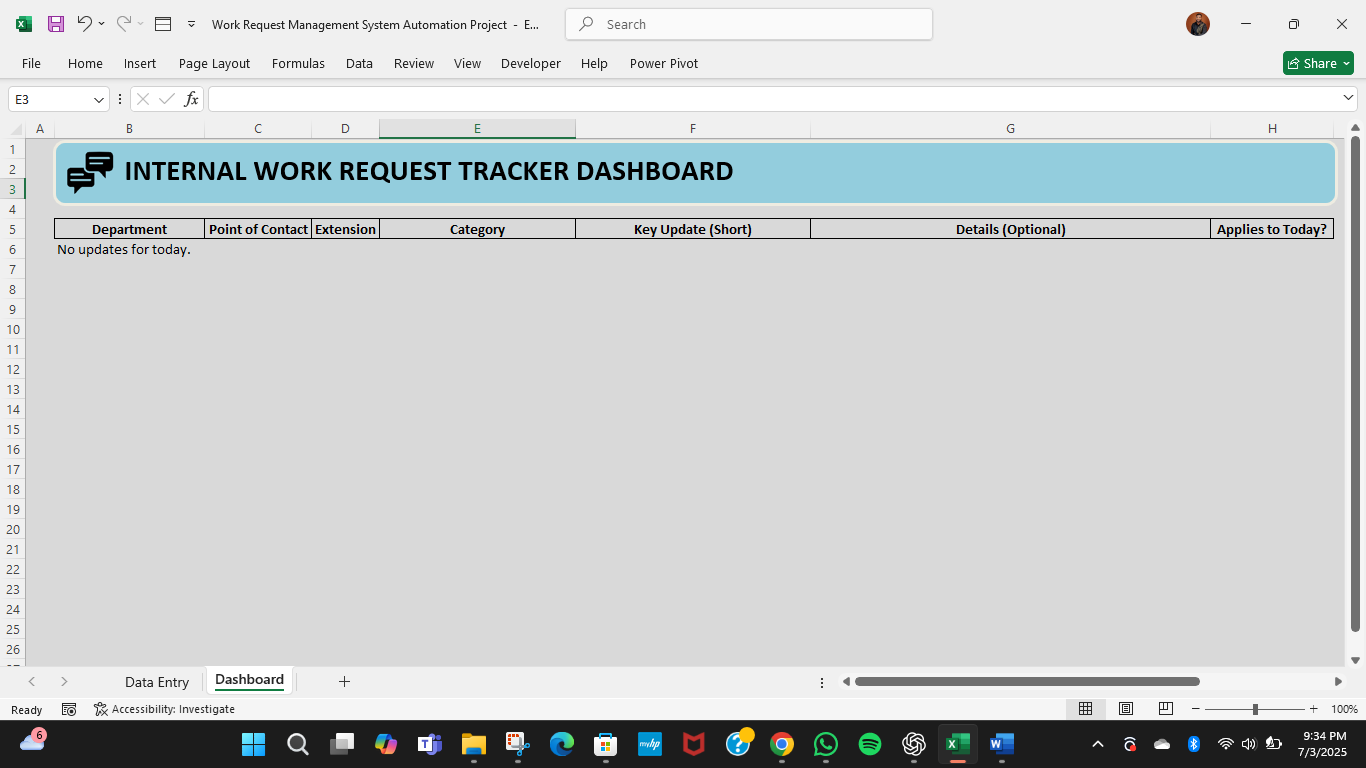 Work Request Management System Automation Project - E...
Search
File Home Insert Page Layout Formulas Data Review View Developer Help Power Pivot
Share
E3
fx
A B C D E F G H
1
INTERNAL WORK REQUEST TRACKER DASHBOARD
2
3
4
5 Department Point of Contact Extension Category Key Update (Short) Details (Optional) Applies to Today?
6 No updates for today.
7
8
9
10
11
12
13
14
15
16
17
18
19
20
21
22
23
24
25
26
Data Entry Dashboard
Ready Accessibility: Investigate 100%
6
myhp
9:34 PM
7/3/2025